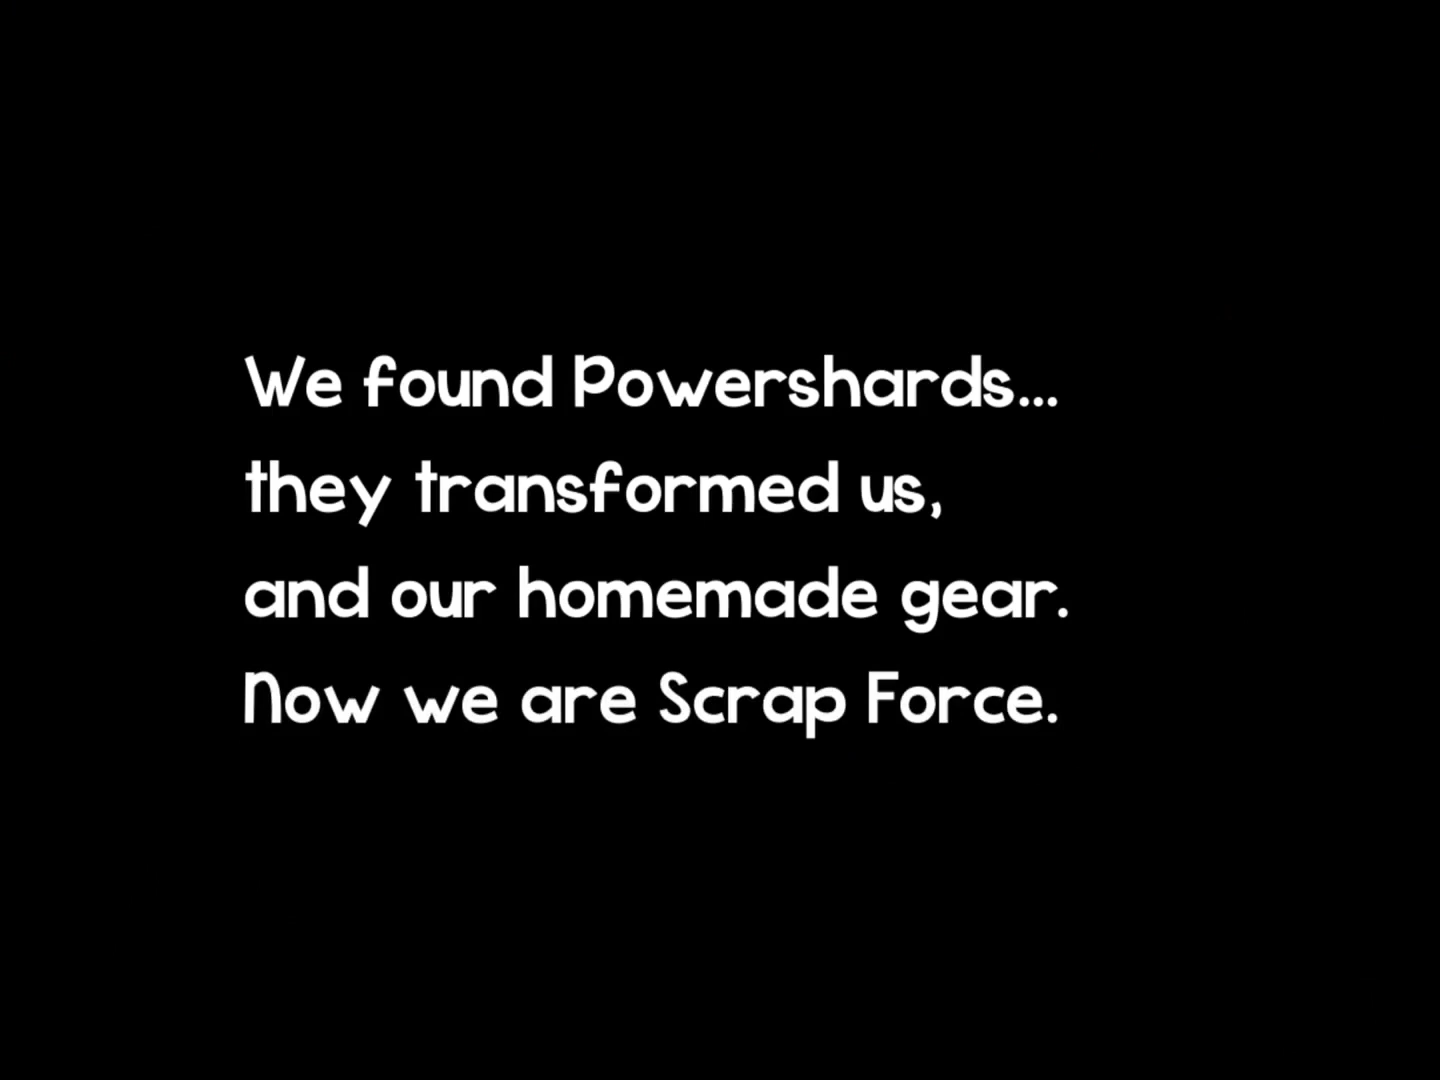 We found Powershards...
they transformed us,
and our homemade gear.
Now we are Scrap Force.